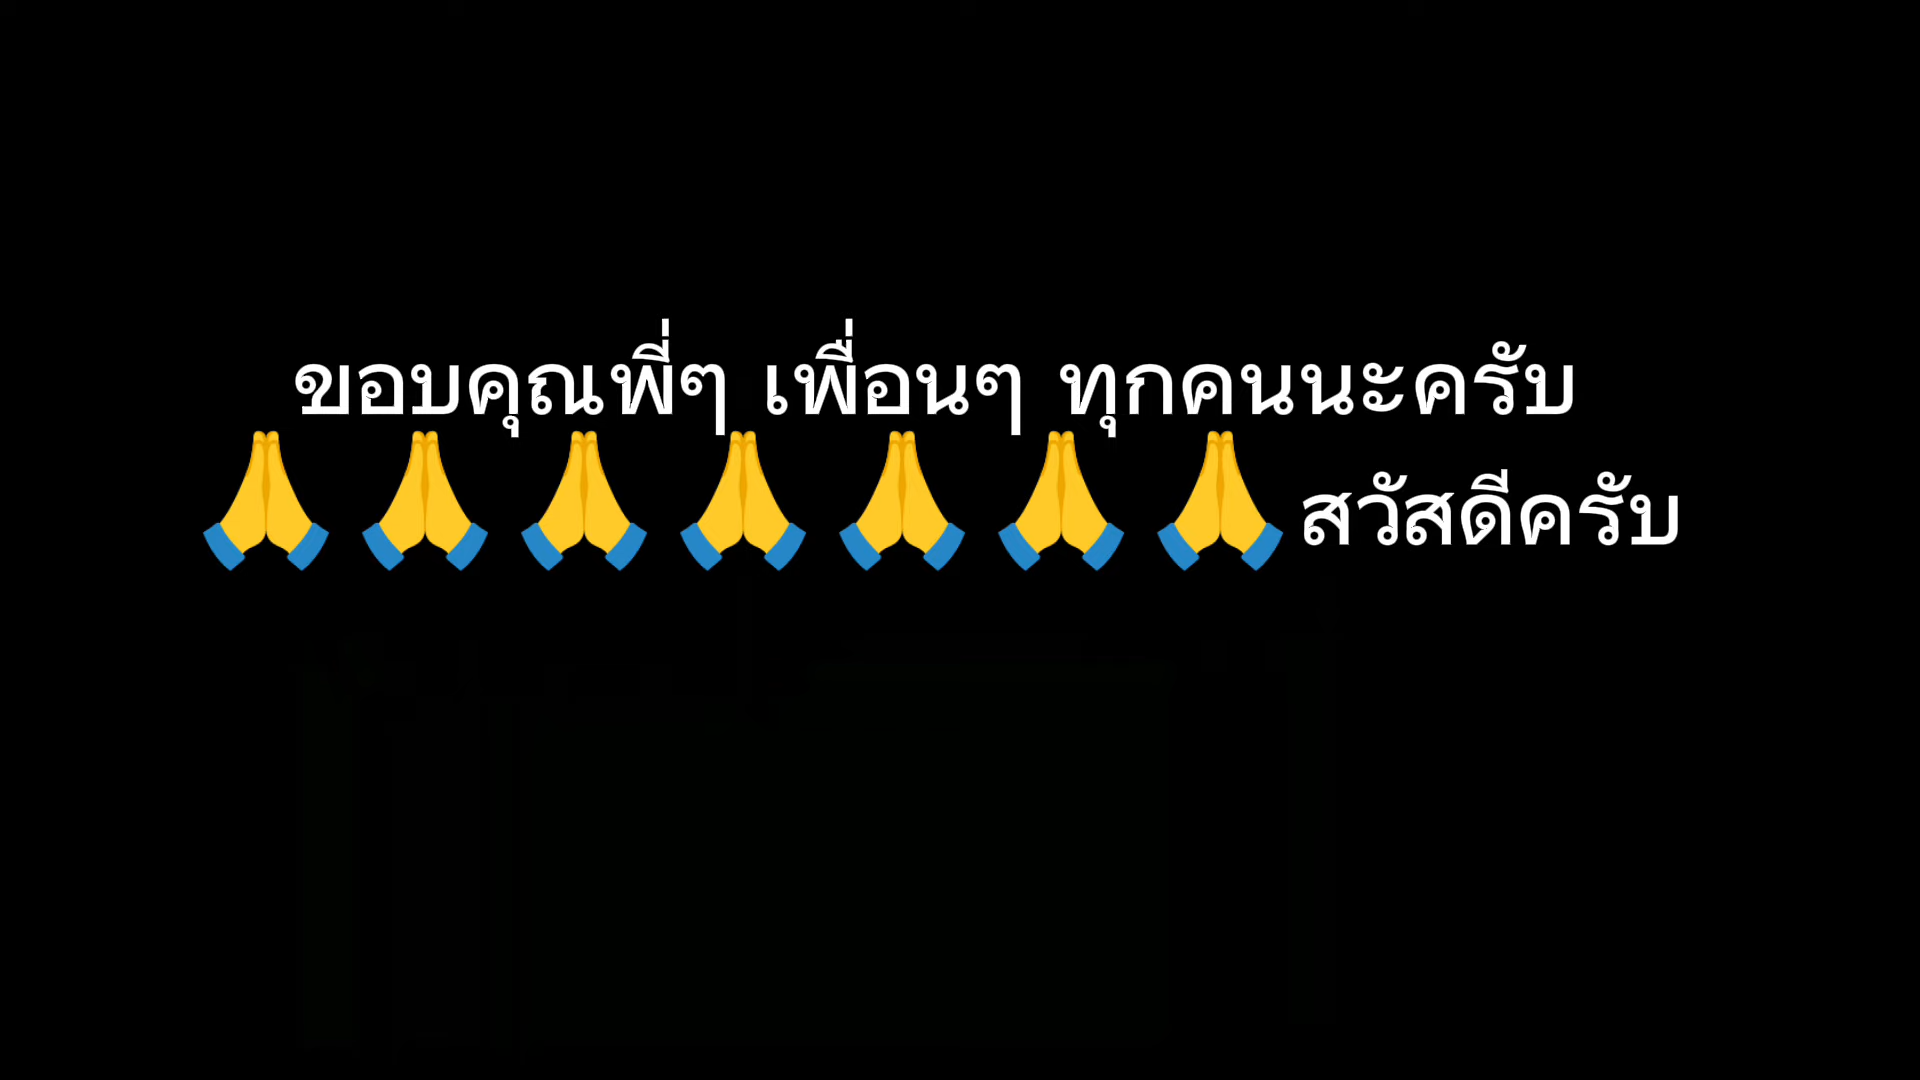 ขอบคุณพี่ๆ เพื่อนๆ ทุกคนนะครับ
🙏🙏🙏🙏🙏🙏🙏สวัสดีครับ